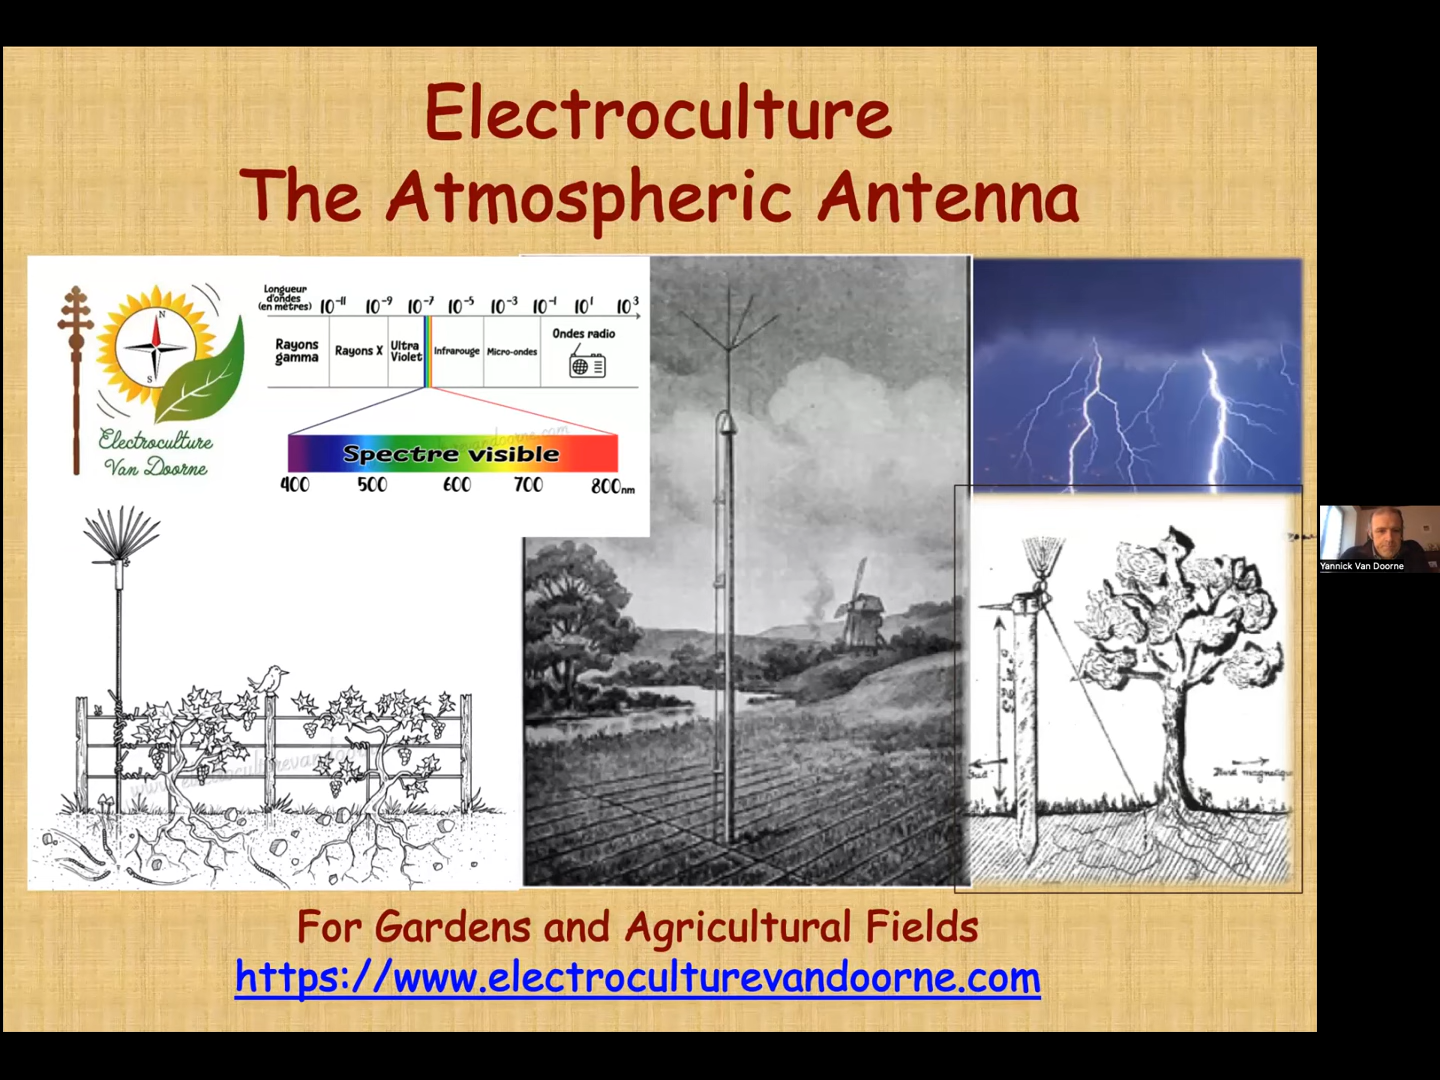 Electroculture
The Atmospheric Antenna
Longueur
d'ondes
(en mètres)
10⁻¹¹ 10⁻⁹ 10⁻⁷ 10⁻⁵ 10⁻³ 10⁻¹ 10¹ 10³
Rayons
gamma
Rayons X
Ultra
Violet
Infrarouge
Micro-ondes
Ondes radio
Spectre visible
400 500 600 700 800nm
N
S
Electroculture
Van Doorne
Yannick Van Doorne
For Gardens and Agricultural Fields
https://www.electroculturevandoorne.com